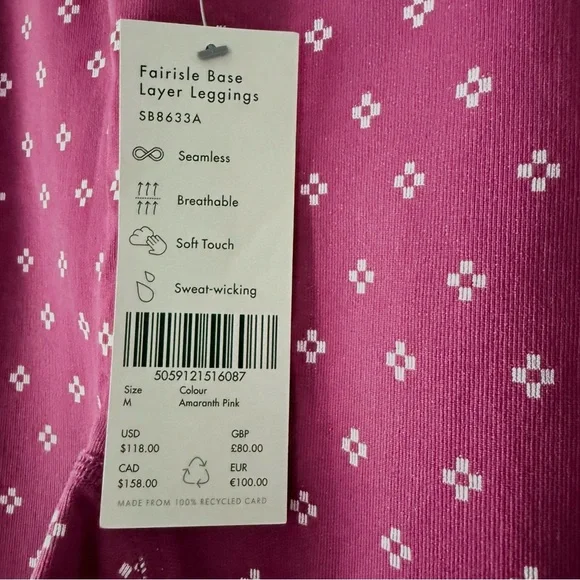 Fairisle Base
Layer Leggings
SB8633A
Seamless
Breathable
Soft Touch
Sweat-wicking
5059121516087
Size Colour
M Amaranth Pink
USD GBP
$118.00 £80.00
CAD EUR
$158.00 €100.00
MADE FROM 100% RECYCLED CARD